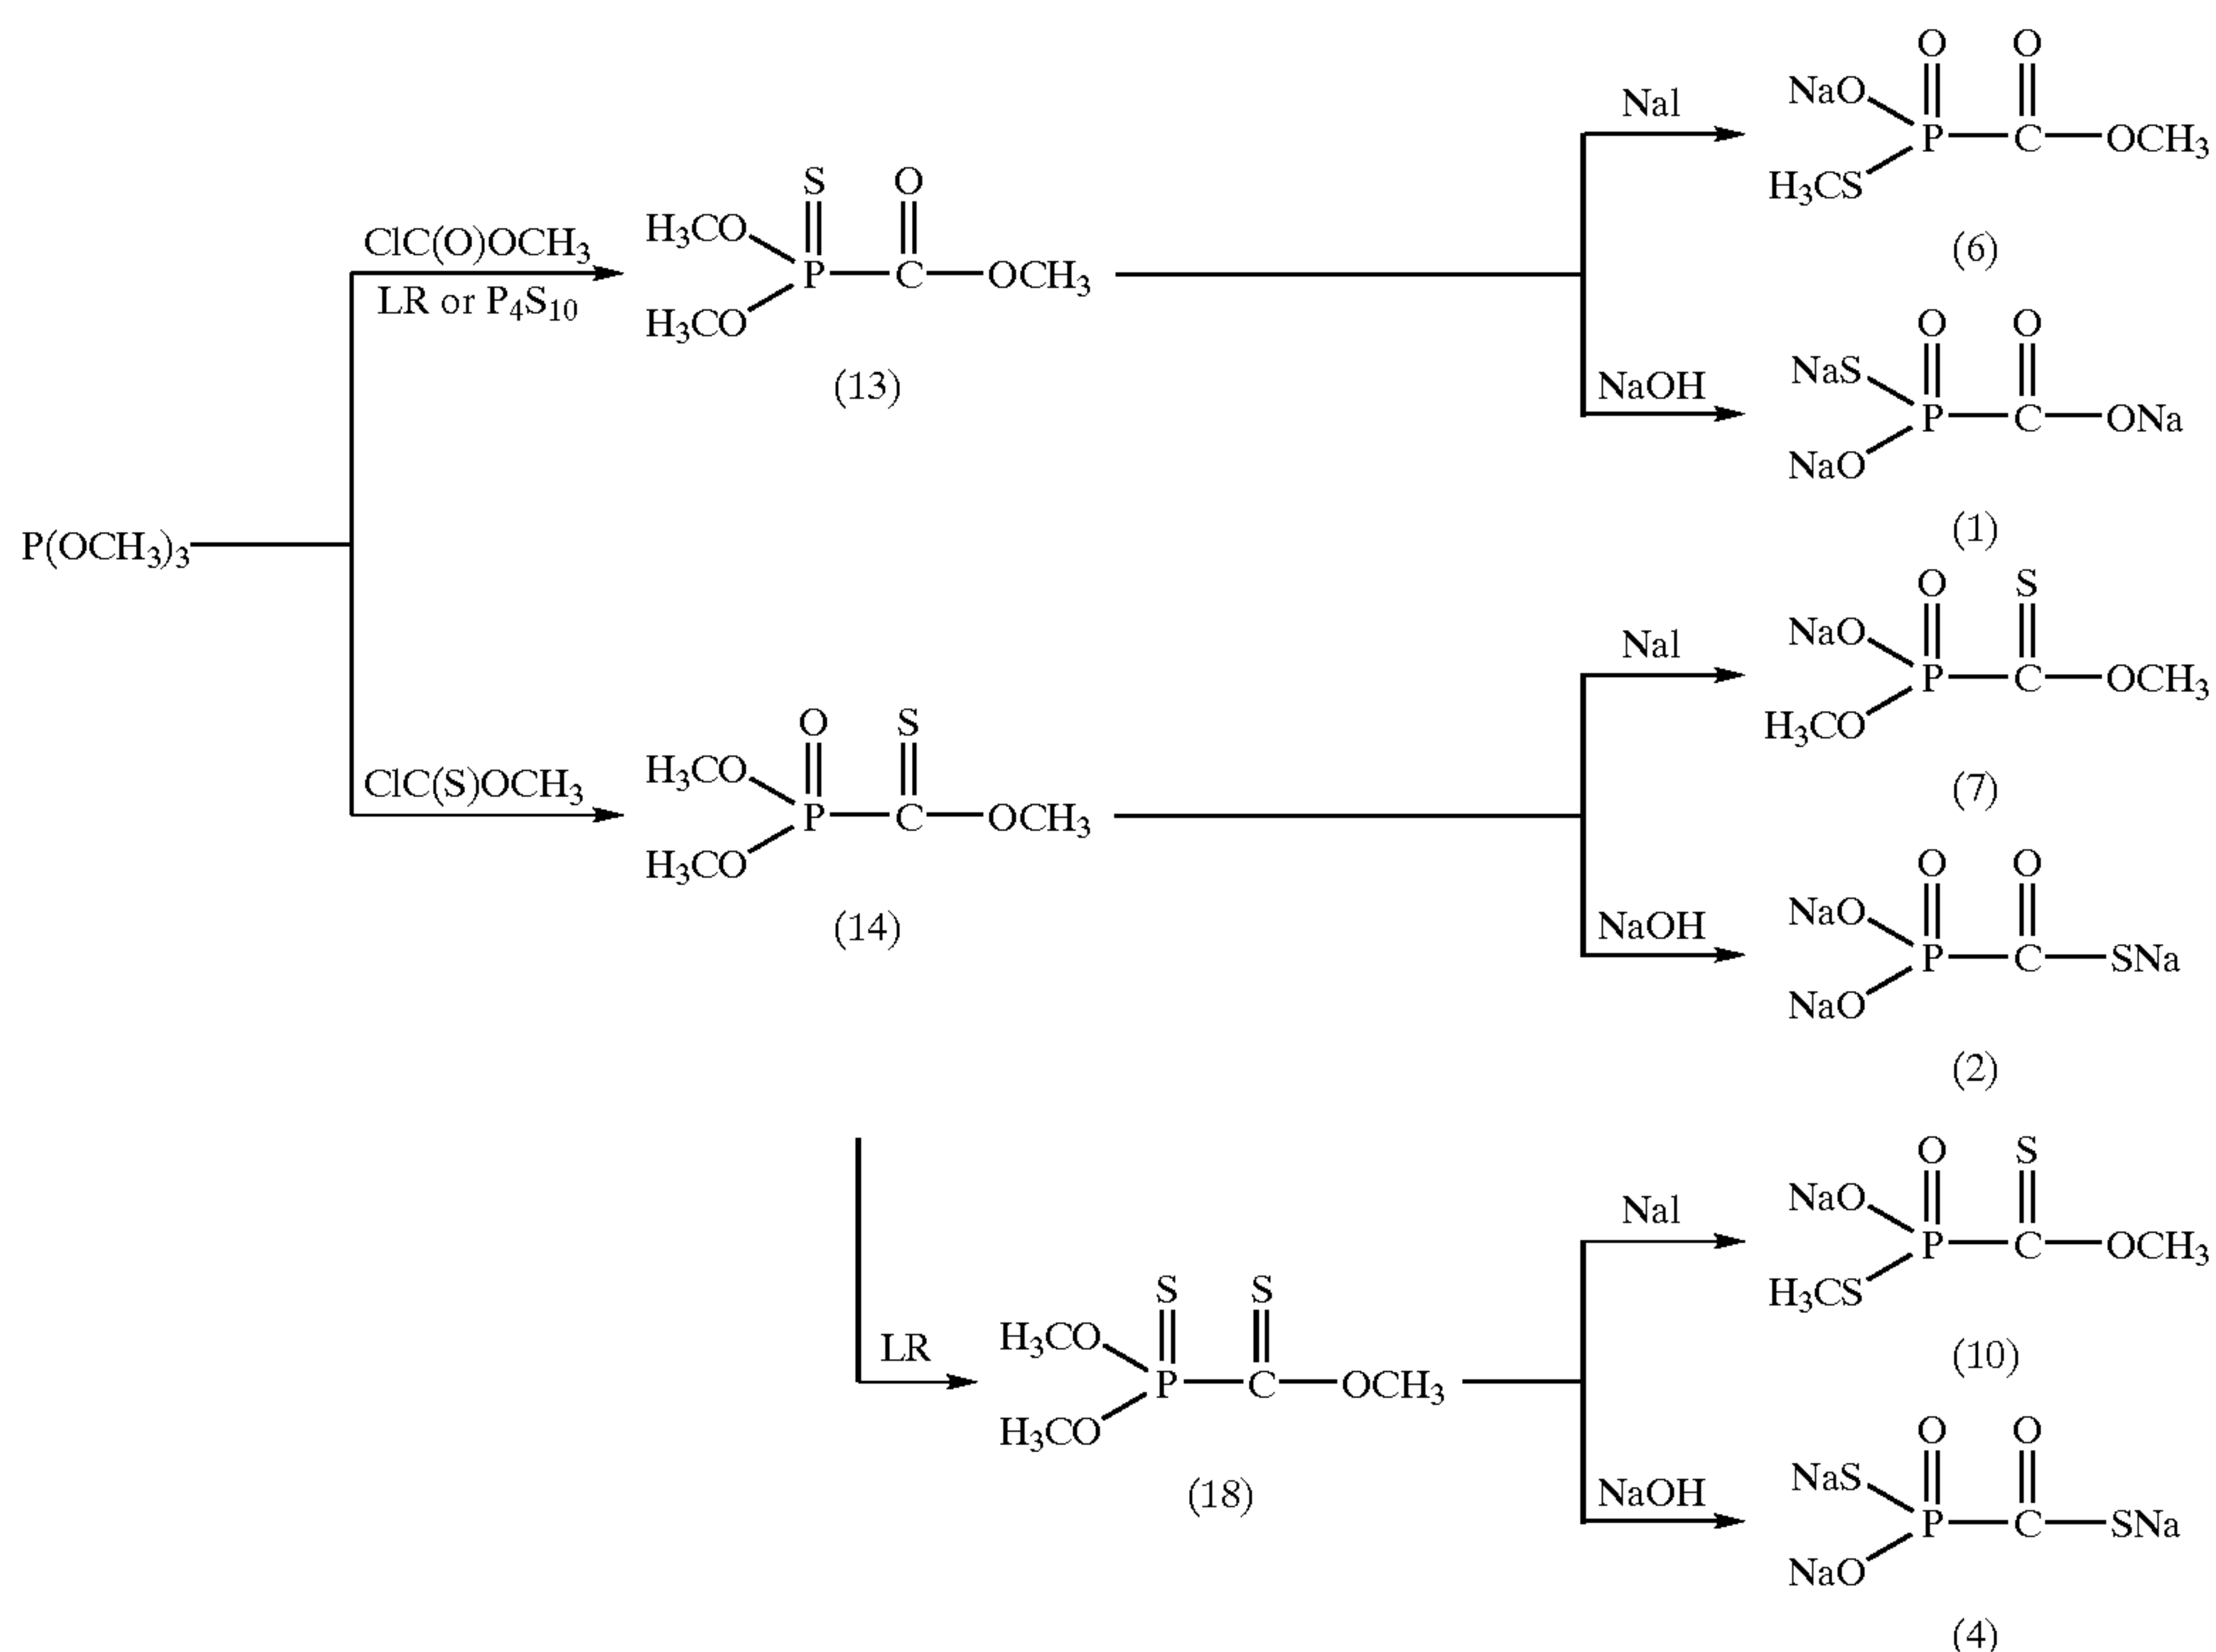 P(OCH₃)₃
ClC(O)OCH₃
LR or P₄S₁₀
S O
H₃CO
P C OCH₃
H₃CO
(13)
NaI
O O
NaO
P C OCH₃
H₃CS
(6)
NaOH
O O
NaS
P C ONa
NaO
(1)
ClC(S)OCH₃
O S
H₃CO
P C OCH₃
H₃CO
(14)
NaI
O S
NaO
P C OCH₃
H₃CO
(7)
NaOH
O O
NaO
P C SNa
NaO
(2)
LR
S S
H₃CO
P C OCH₃
H₃CO
(18)
NaI
O S
NaO
P C OCH₃
H₃CS
(10)
NaOH
O O
NaS
P C SNa
NaO
(4)